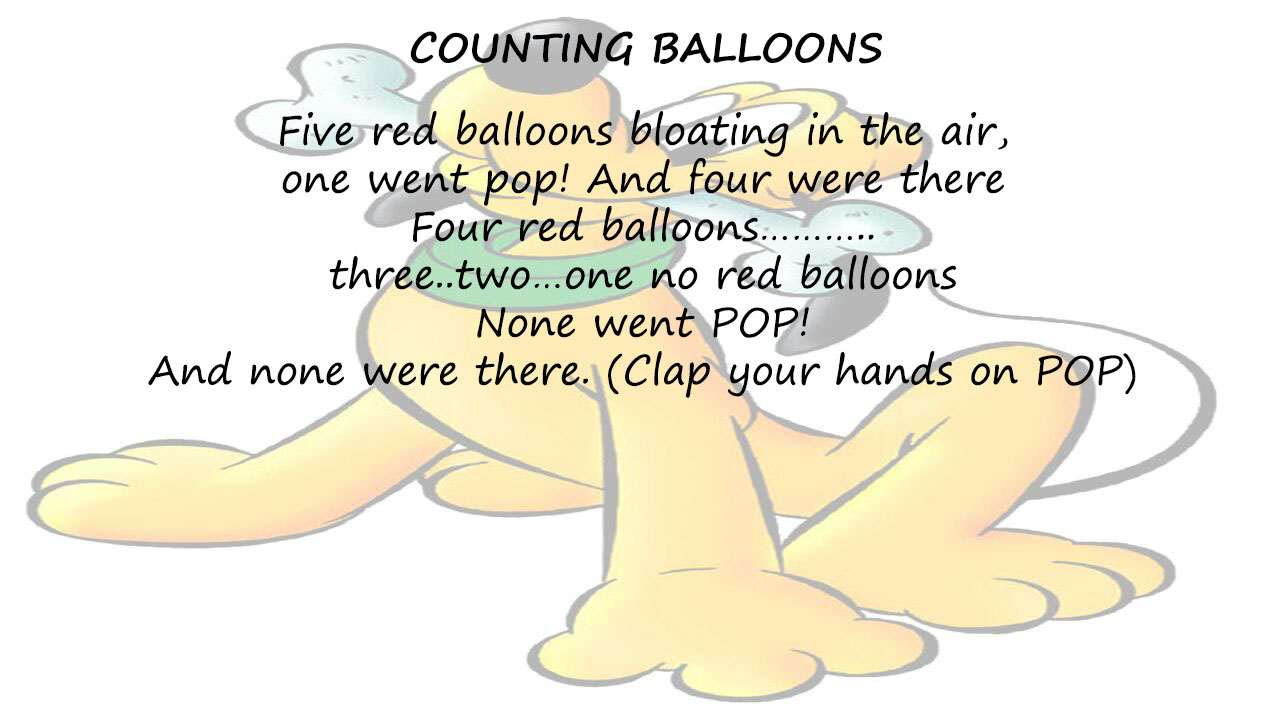 COUNTING BALLOONS
Five red balloons bloating in the air,
one went pop! And four were there
Four red balloons...........
three..two...one no red balloons
None went POP!
And none were there. (Clap your hands on POP)